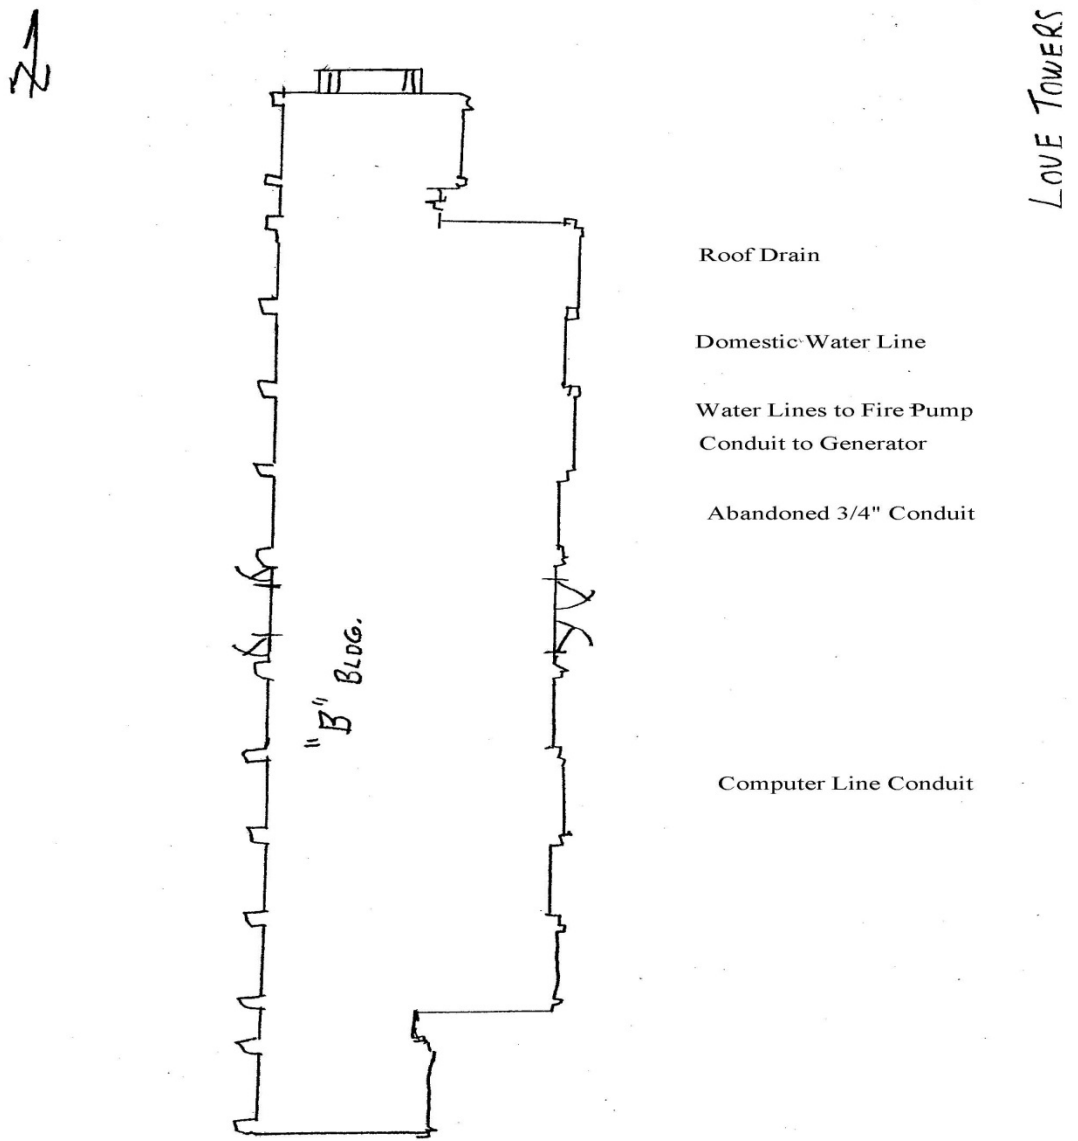 N
LOVE TOWERS
Roof Drain
Domestic Water Line
Water Lines to Fire Pump
Conduit to Generator
Abandoned 3/4" Conduit
"B" BLDG.
Computer Line Conduit